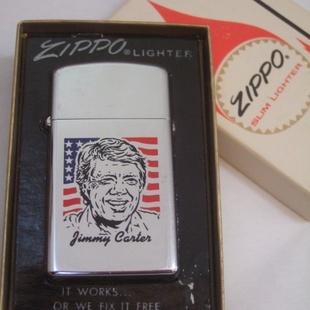 ZIPPO® LIGHTER
Jimmy Carter
IT WORKS...
OR WE FIX IT FREE
ZIPPO®
SLIM LIGHTER